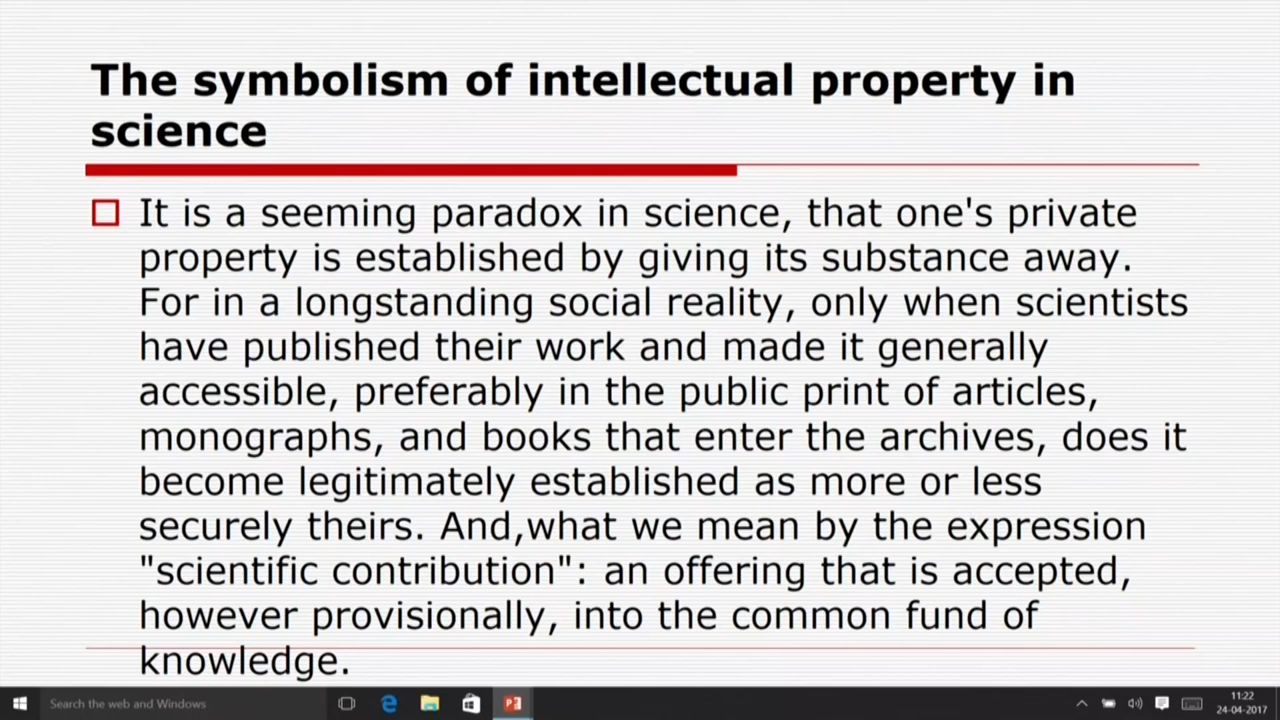 The symbolism of intellectual property in
science
It is a seeming paradox in science, that one's private
property is established by giving its substance away.
For in a longstanding social reality, only when scientists
have published their work and made it generally
accessible, preferably in the public print of articles,
monographs, and books that enter the archives, does it
become legitimately established as more or less
securely theirs. And,what we mean by the expression
"scientific contribution": an offering that is accepted,
however provisionally, into the common fund of
knowledge.
Search the web and Windows
11:22
24-04-2017